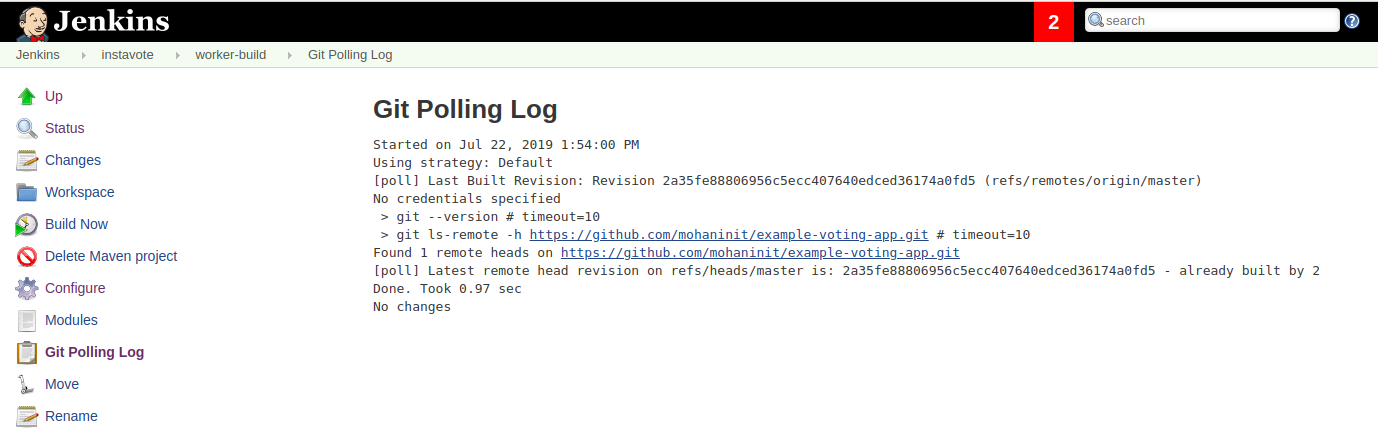 Jenkins
2
search
Jenkins instavote worker-build Git Polling Log
Up
Status
Changes
Workspace
Build Now
Delete Maven project
Configure
Modules
Git Polling Log
Move
Rename
Git Polling Log
Started on Jul 22, 2019 1:54:00 PM
Using strategy: Default
[poll] Last Built Revision: Revision 2a35fe88806956c5ecc407640edced36174a0fd5 (refs/remotes/origin/master)
No credentials specified
 > git --version # timeout=10
 > git ls-remote -h https://github.com/mohaninit/example-voting-app.git # timeout=10
Found 1 remote heads on https://github.com/mohaninit/example-voting-app.git
[poll] Latest remote head revision on refs/heads/master is: 2a35fe88806956c5ecc407640edced36174a0fd5 - already built by 2
Done. Took 0.97 sec
No changes